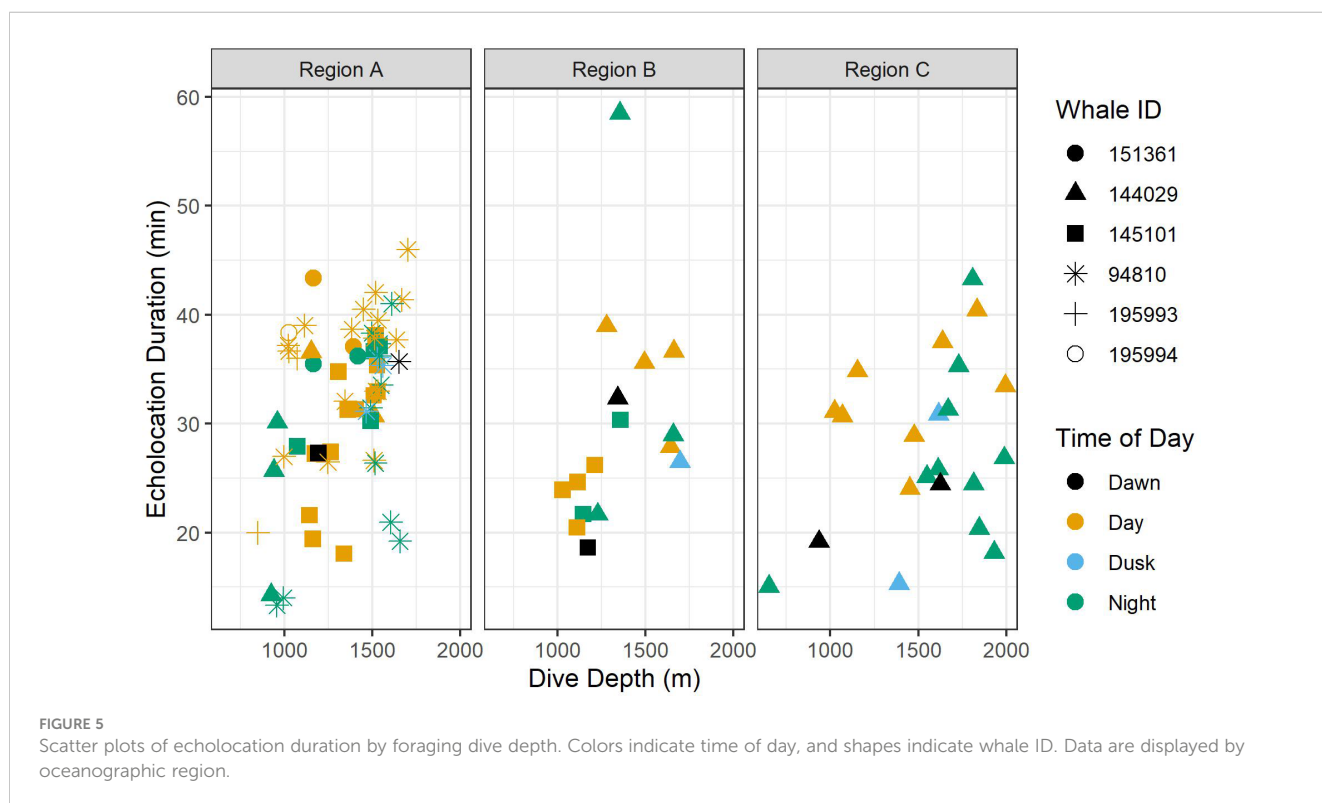 Region A
Region B
Region C
60
50
40
30
20
Echolocation Duration (min)
1000 1500 2000
1000 1500 2000
1000 1500 2000
Dive Depth (m)
Whale ID
151361
144029
145101
94810
195993
195994
Time of Day
Dawn
Day
Dusk
Night
FIGURE 5
Scatter plots of echolocation duration by foraging dive depth. Colors indicate time of day, and shapes indicate whale ID. Data are displayed by
oceanographic region.